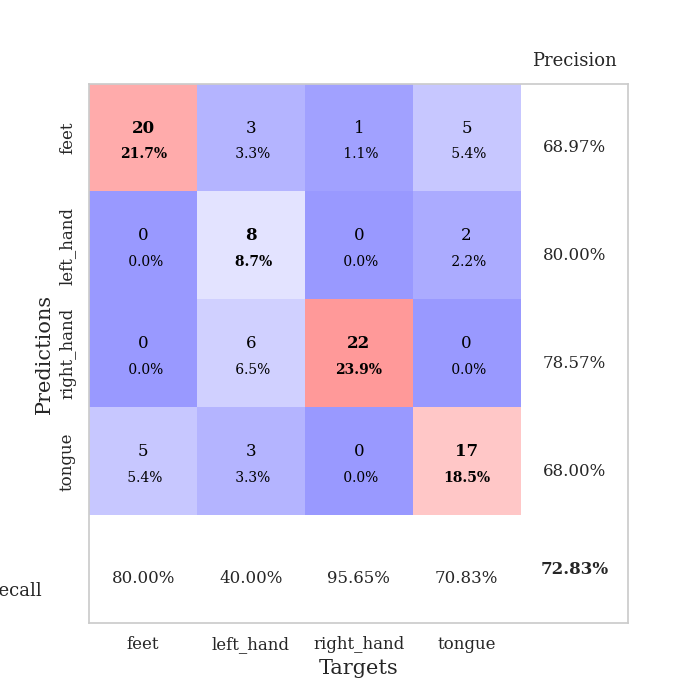 Precision
feet 20 3 1 5 68.97%
21.7% 3.3% 1.1% 5.4%
left_hand 0 8 0 2 80.00%
0.0% 8.7% 0.0% 2.2%
Predictions
right_hand 0 6 22 0 78.57%
0.0% 6.5% 23.9% 0.0%
tongue 5 3 0 17 68.00%
5.4% 3.3% 0.0% 18.5%
ecall 80.00% 40.00% 95.65% 70.83% 72.83%
feet left_hand right_hand tongue
Targets